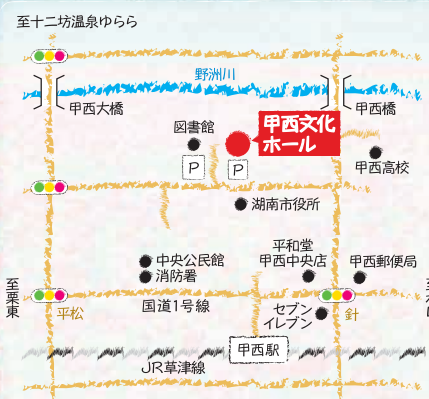 至十二坊温泉ゆらら
野洲川
甲西大橋
甲西橋
図書館
甲西文化
ホール
P
P
甲西高校
湖南市役所
中央公民館
消防署
平和堂
甲西中央店
甲西郵便局
至栗東
平松
国道1号線
セブン
イレブン
針
甲西駅
JR草津線